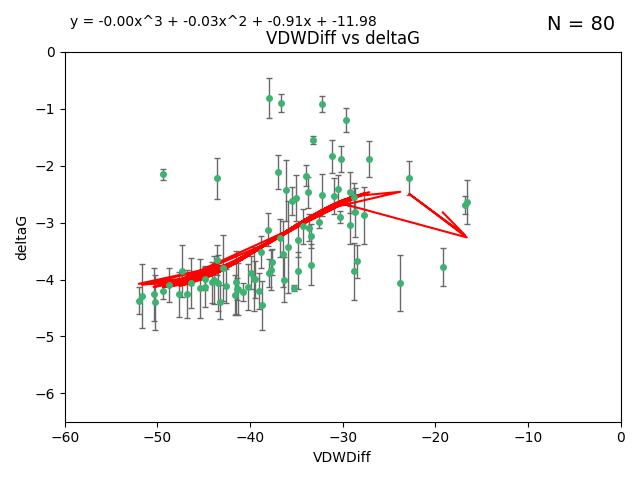 y = -0.00x^3 + -0.03x^2 + -0.91x + -11.98
N = 80
VDWDiff vs deltaG
0
−1
−2
−3
−4
−5
−6
deltaG
−60 −50 −40 −30 −20 −10 0
VDWDiff